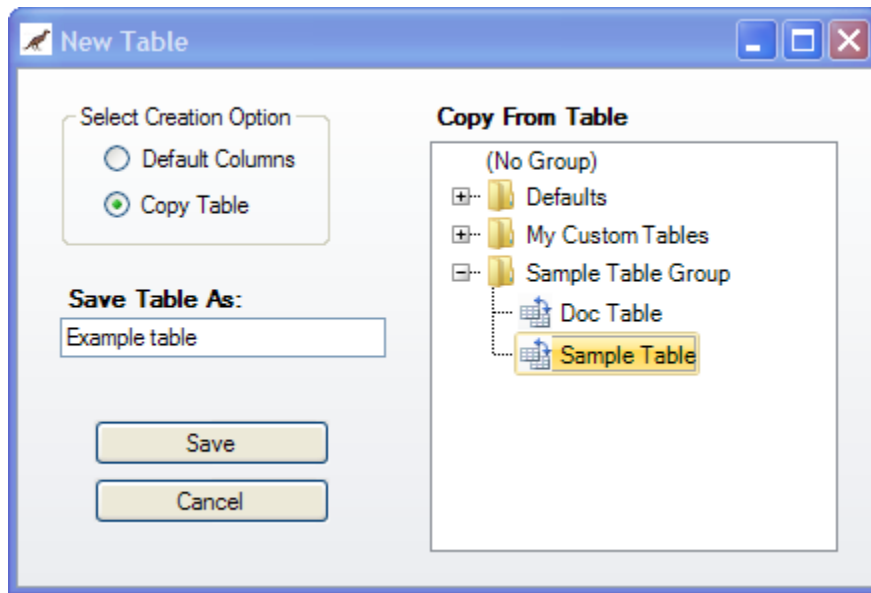 New Table
Select Creation Option
Default Columns
Copy Table
Save Table As:
Example table
Save
Cancel
Copy From Table
(No Group)
Defaults
My Custom Tables
Sample Table Group
Doc Table
Sample Table